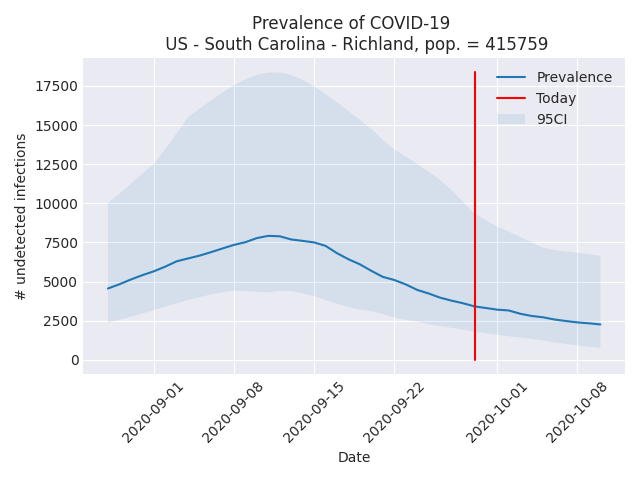 Prevalence of COVID-19
US - South Carolina - Richland, pop. = 415759
Prevalence
Today
95CI
17500
15000
12500
10000
7500
5000
2500
0
# undetected infections
2020-09-01
2020-09-08
2020-09-15
2020-09-22
2020-10-01
2020-10-08
Date